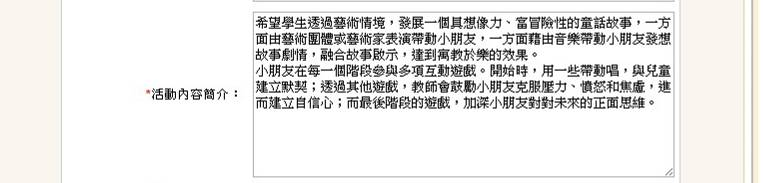 希望學生透過藝術情境，發展一個具想像力、富冒險性的童話故事，一方
面由藝術團體或藝術家表演帶動小朋友，一方面藉由音樂帶動小朋友發想
故事劇情，融合故事啟示，達到寓教於樂的效果。
小朋友在每一個階段參與多項互動遊戲。開始時，用一些帶動唱，與兒童
*活動內容簡介：
建立默契；透過其他遊戲，教師會鼓勵小朋友克服壓力、憤怒和焦慮，進
而建立自信心；而最後階段的遊戲，加深小朋友對對未來的正面思維。